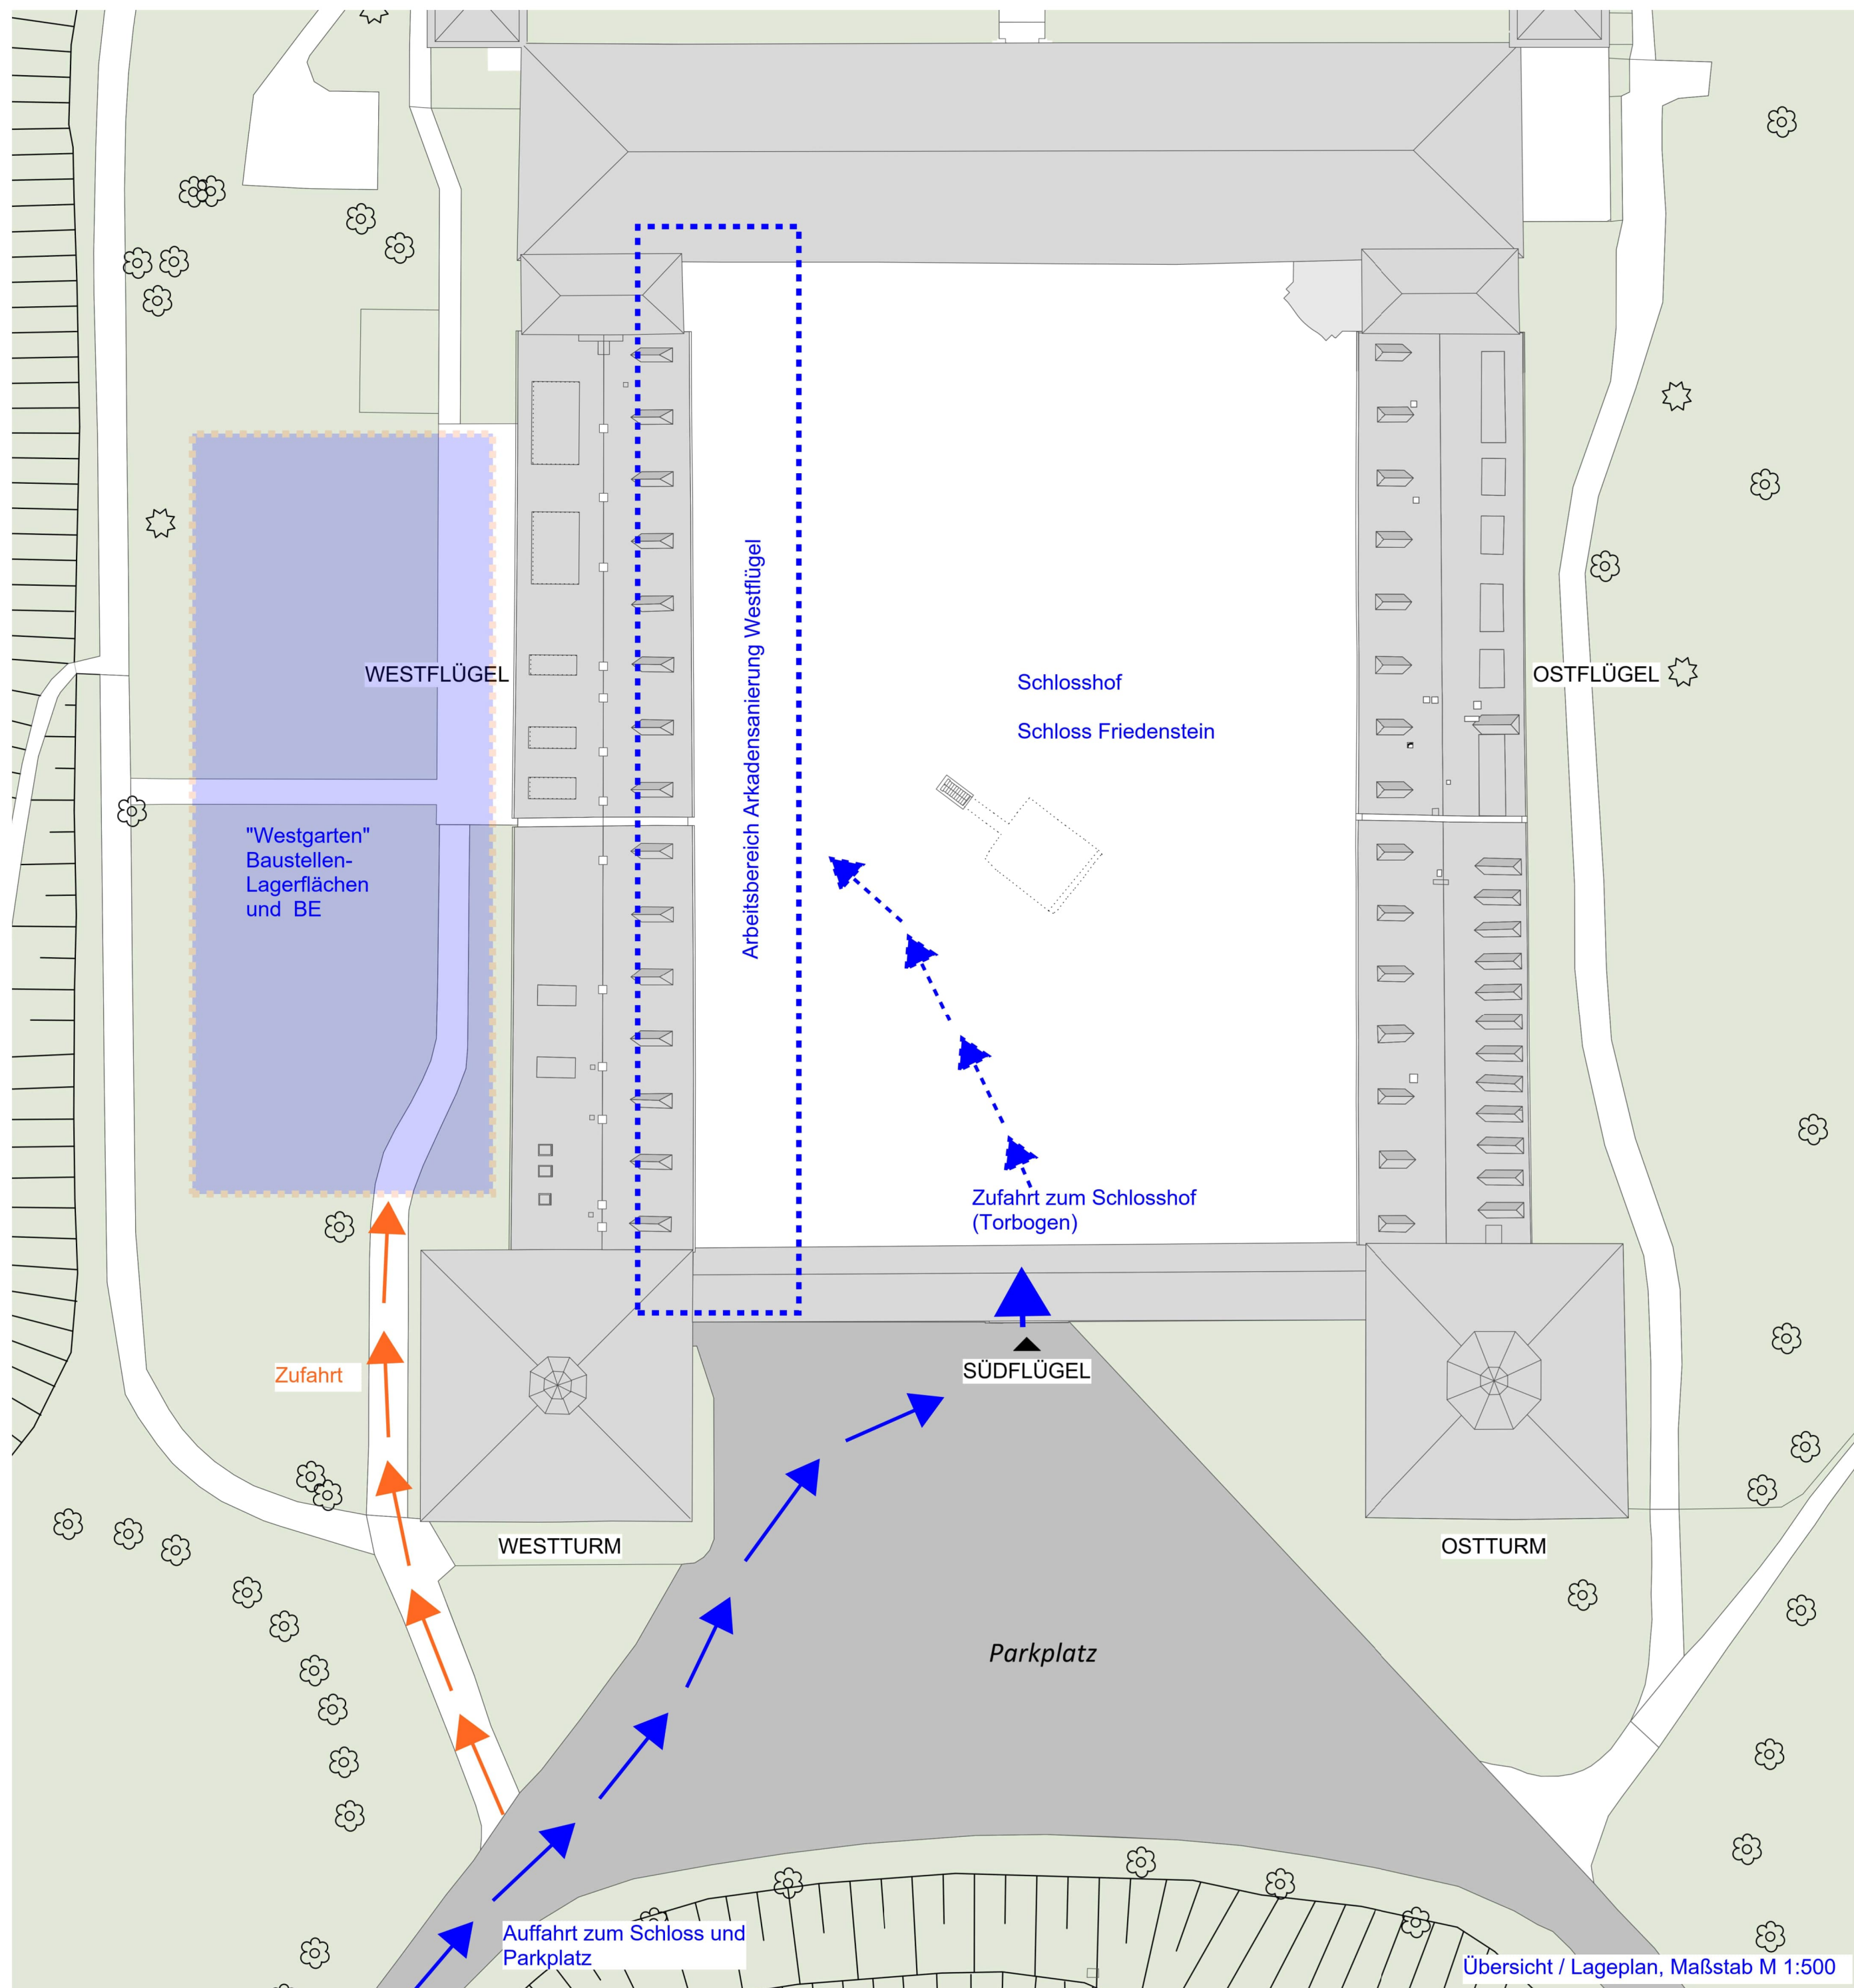 WESTFLÜGEL
Arbeitsbereich Arkadensanierung Westflügel
Schlosshof
Schloss Friedenstein
OSTFLÜGEL
"Westgarten"
Baustellen-
Lagerflächen
und BE
Zufahrt zum Schlosshof
(Torbogen)
Zufahrt
SÜDFLÜGEL
WESTTURM
OSTTURM
Parkplatz
Auffahrt zum Schloss und
Parkplatz
Übersicht / Lageplan, Maßstab M 1:500